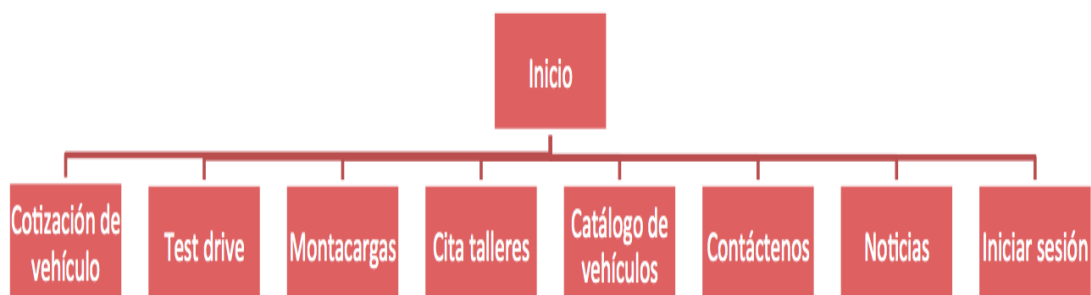 Inicio
Cotización de
vehículo
Test drive
Montacargas
Cita talleres
Catálogo de
vehículos
Contáctenos
Noticias
Iniciar sesión